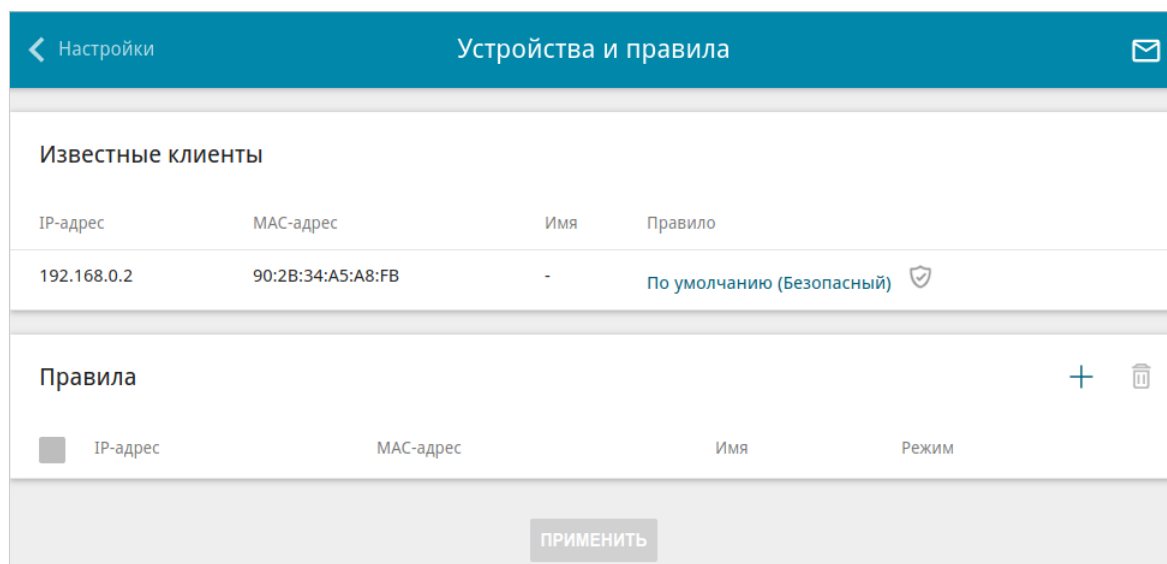 Настройки Устройства и правила
Известные клиенты
IP-адрес MAC-адрес Имя Правило
192.168.0.2 90:2B:34:A5:A8:FB - По умолчанию (Безопасный)
Правила
IP-адрес MAC-адрес Имя Режим
ПРИМЕНИТЬ